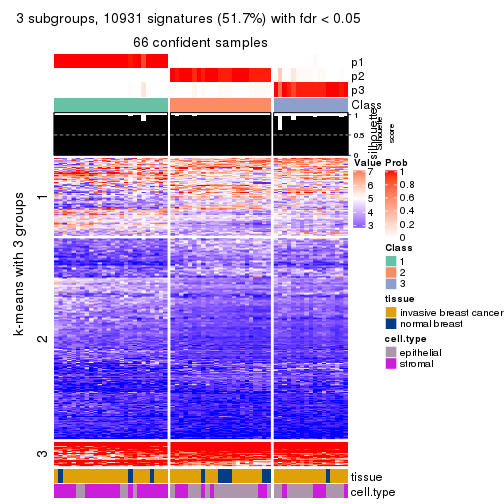 3 subgroups, 10931 signatures (51.7%) with fdr < 0.05
66 confident samples
p1
p2
p3
Class
1
0.5
0
silhouette
Silhouette
score
k-means with 3 groups
1
2
3
tissue
cell.type
Value
7
6
5
4
3
Prob
1
0.8
0.6
0.4
0.2
0
Class
1
2
3
tissue
invasive breast cancer
normal breast
cell.type
epithelial
stromal